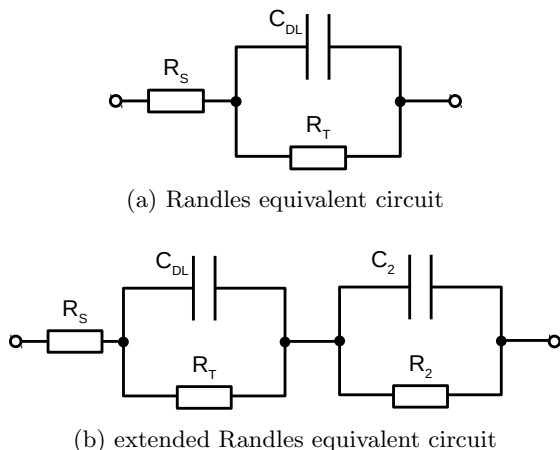 C_DL
R_S
R_T
(a) Randles equivalent circuit
C_DL
C_2
R_S
R_T
R_2
(b) extended Randles equivalent circuit